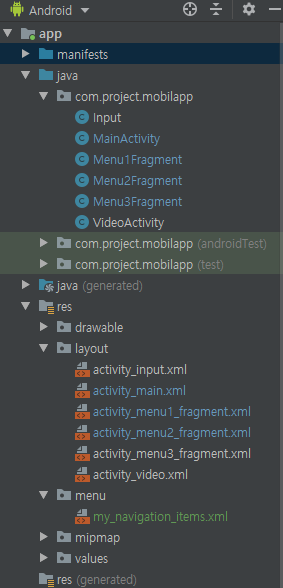 Android
app
manifests
java
com.project.mobilapp
Input
MainActivity
Menu1Fragment
Menu2Fragment
Menu3Fragment
VideoActivity
com.project.mobilapp (androidTest)
com.project.mobilapp (test)
java (generated)
res
drawable
layout
activity_input.xml
activity_main.xml
activity_menu1_fragment.xml
activity_menu2_fragment.xml
activity_menu3_fragment.xml
activity_video.xml
menu
my_navigation_items.xml
mipmap
values
res (generated)